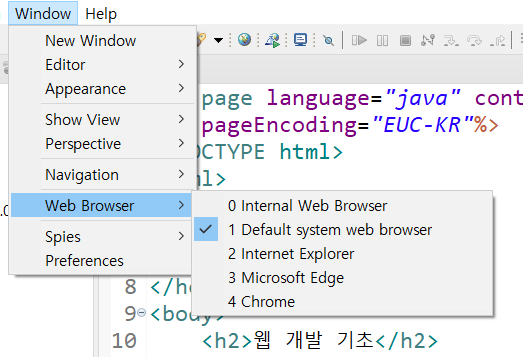 Window Help
New Window
Editor
Appearance
Show View
Perspective
Navigation
Web Browser
Spies
Preferences
0 Internal Web Browser
1 Default system web browser
2 Internet Explorer
3 Microsoft Edge
4 Chrome
page language="java" cont
pageEncoding="EUC-KR"%>
OCTYPE html>
ml>
8 </he
9 <body>
10 <h2>웹 개발 기초</h2>